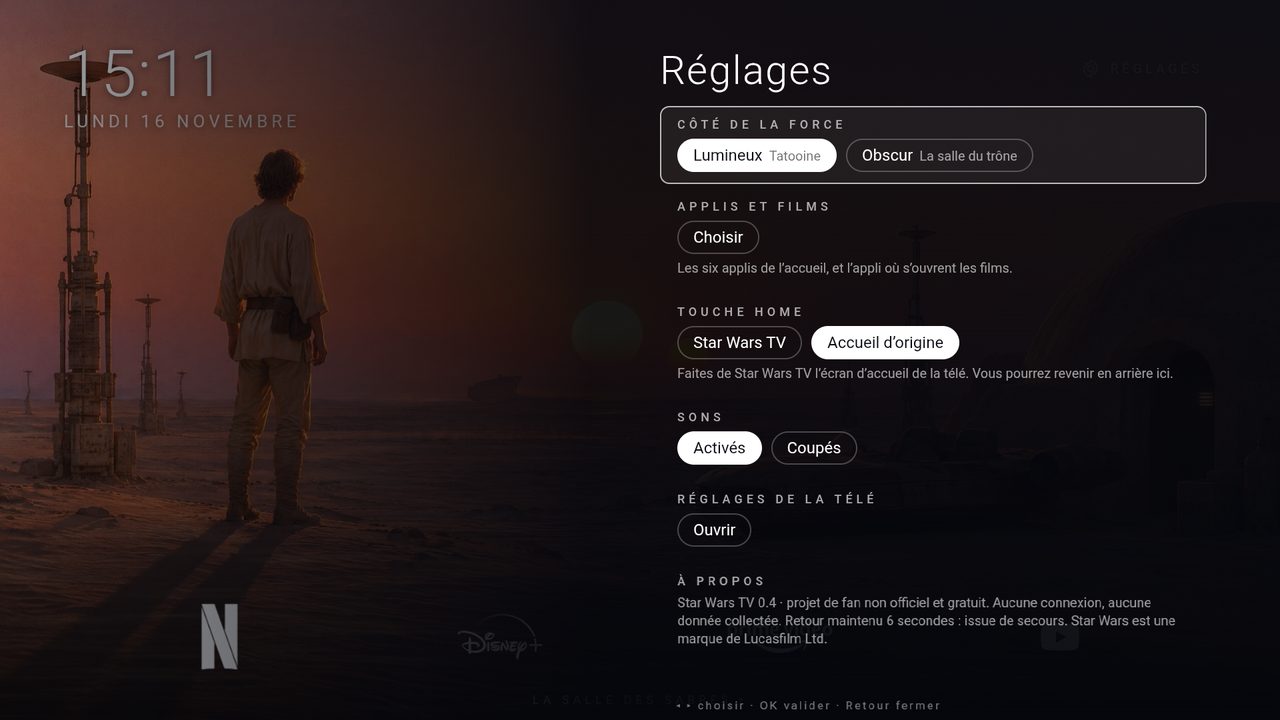 15:11
LUNDI 16 NOVEMBRE
Réglages
RÉGLAGES
CÔTÉ DE LA FORCE
Lumineux Tatooine
Obscur La salle du trône
APPLIS ET FILMS
Choisir
Les six applis de l’accueil, et l’appli où s’ouvrent les films.
TOUCHE HOME
Star Wars TV
Accueil d’origine
Faites de Star Wars TV l’écran d’accueil de la télé. Vous pourrez revenir en arrière ici.
SONS
Activés
Coupés
RÉGLAGES DE LA TÉLÉ
Ouvrir
À PROPOS
Star Wars TV 0.4 · projet de fan non officiel et gratuit. Aucune connexion, aucune
donnée collectée. Retour maintenu 6 secondes : issue de secours. Star Wars est une
marque de Lucasfilm Ltd.
N
Disney+
LA SALLE DES SABRES
◂ ▸ choisir · OK valider · Retour fermer